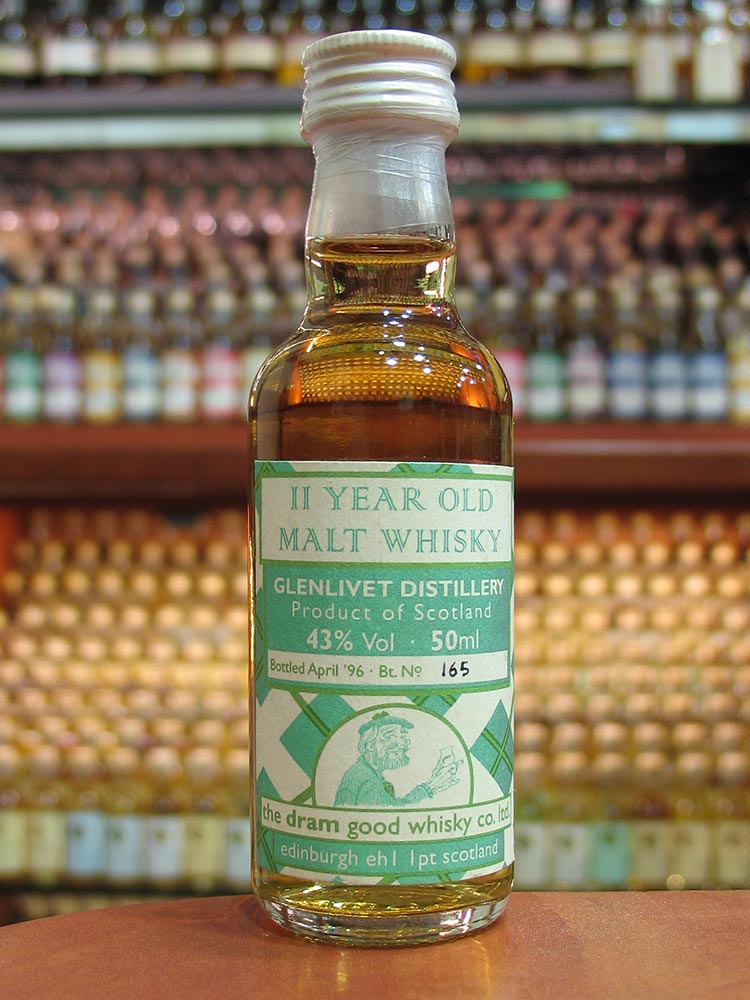 11 YEAR OLD
MALT WHISKY
GLENLIVET DISTILLERY
Product of Scotland
43% Vol · 50ml
Bottled April '96 · Bt. Nº 165
the dram good whisky co. ltd.
edinburgh eh1 1pt scotland